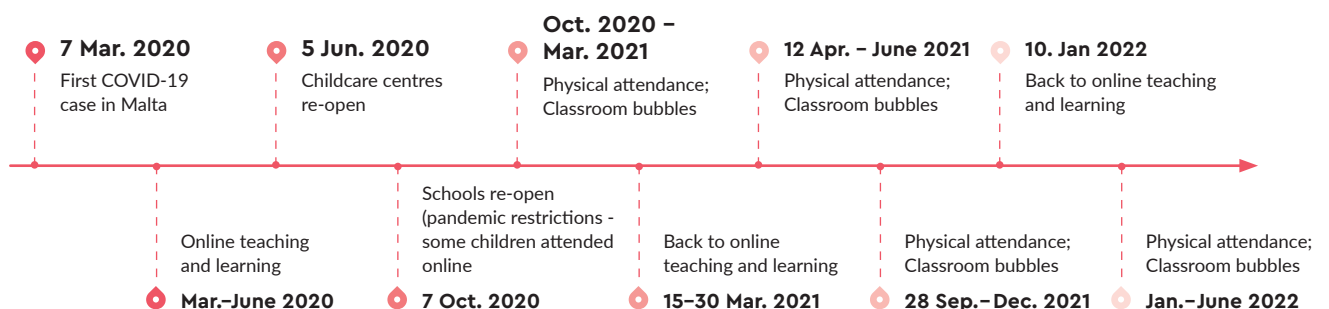 7 Mar. 2020
First COVID-19
case in Malta
Online teaching
and learning
Mar.–June 2020
5 Jun. 2020
Childcare centres
re-open
Schools re-open
(pandemic restrictions -
some children attended
online
7 Oct. 2020
Oct. 2020 –
Mar. 2021
Physical attendance;
Classroom bubbles
Back to online
teaching and learning
15–30 Mar. 2021
12 Apr. – June 2021
Physical attendance;
Classroom bubbles
Physical attendance;
Classroom bubbles
28 Sep.–Dec. 2021
10. Jan 2022
Back to online teaching
and learning
Physical attendance;
Classroom bubbles
Jan.–June 2022